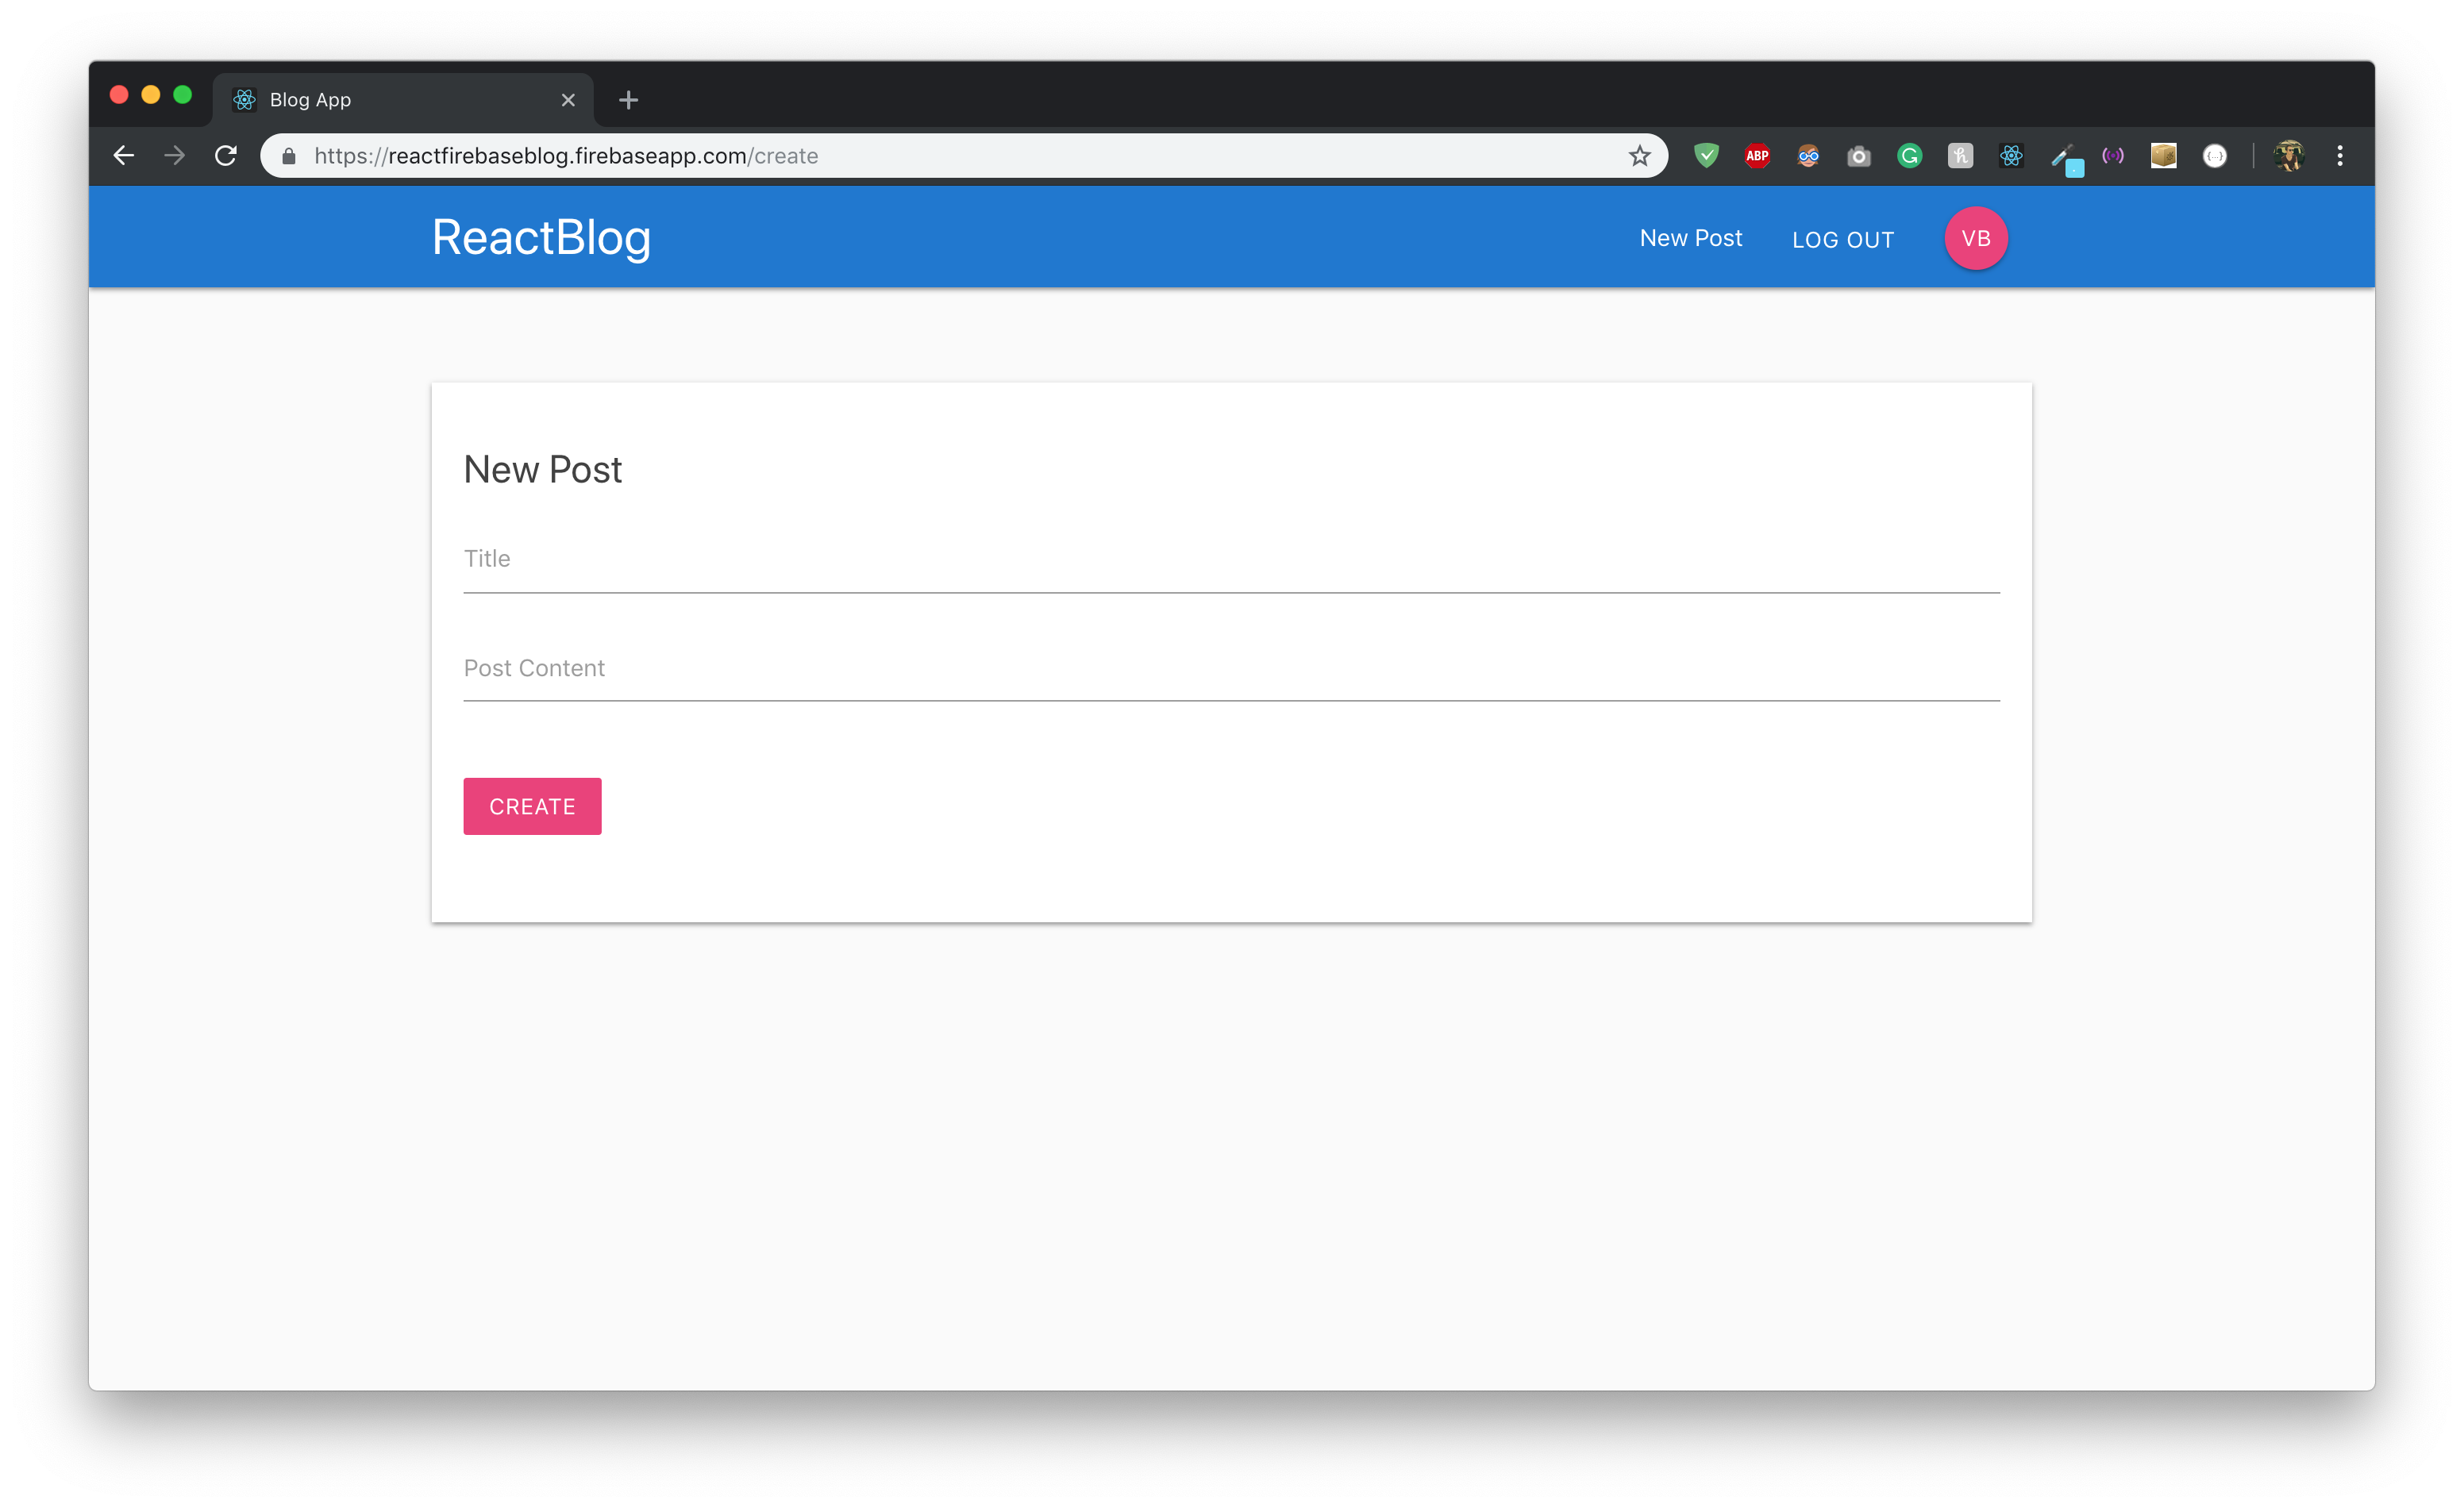 Blog App
https://reactfirebaseblog.firebaseapp.com/create
ABP
ReactBlog
New Post
LOG OUT
VB
New Post
Title
Post Content
CREATE